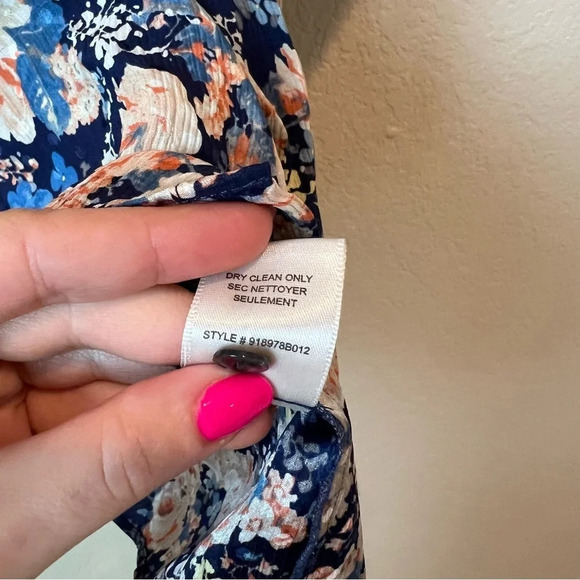 DRY CLEAN ONLY
SEC NETTOYER
SEULEMENT
STYLE # 918978B012